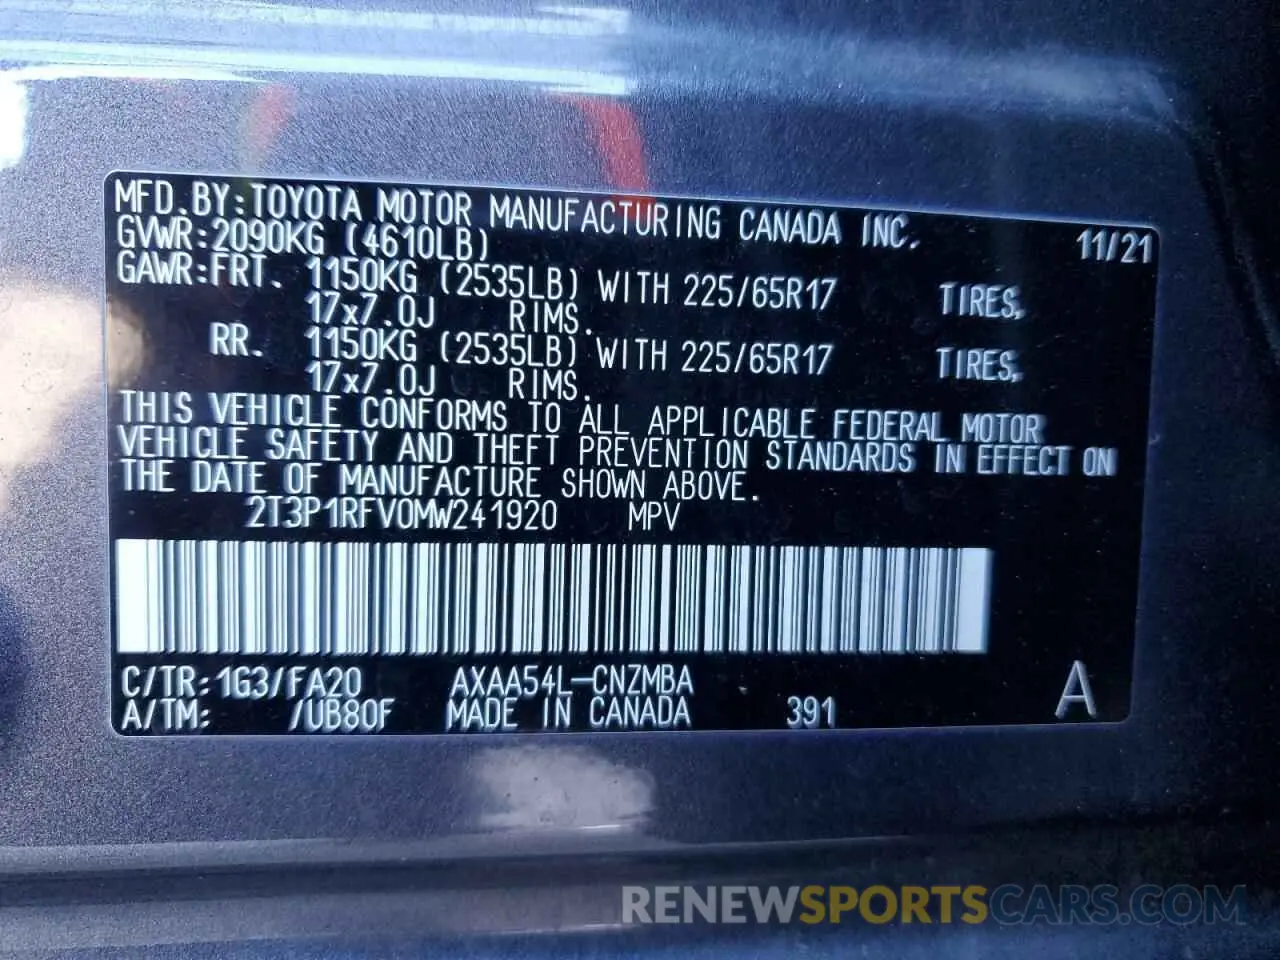 MFD.BY:TOYOTA MOTOR MANUFACTURING CANADA INC. 11/21
GVWR:2090KG (4610LB)
GAWR:FRT. 1150KG (2535LB) WITH 225/65R17 TIRES,
17x7.0J RIMS.
RR. 1150KG (2535LB) WITH 225/65R17 TIRES,
17x7.0J RIMS.
THIS VEHICLE CONFORMS TO ALL APPLICABLE FEDERAL MOTOR
VEHICLE SAFETY AND THEFT PREVENTION STANDARDS IN EFFECT ON
THE DATE OF MANUFACTURE SHOWN ABOVE.
2T3P1RFV0MW241920 MPV
C/TR:1G3/FA20 AXAA54L-CNZMBA
A/TM: /UB80F MADE IN CANADA 391 A
RENEWSPORTSCARS.COM